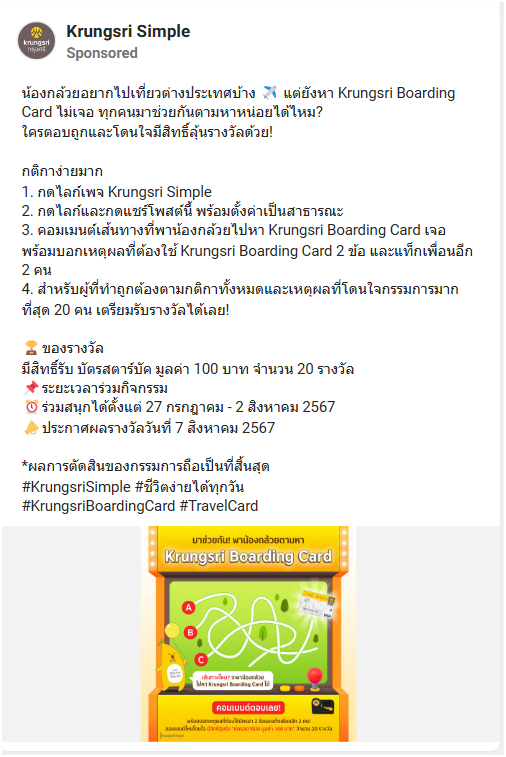 Krungsri Simple
Sponsored
krungsri
กรุงศรี
น้องกล้วยอยากไปเที่ยวต่างประเทศบ้าง ✈️ แต่ยังหา Krungsri Boarding
Card ไม่เจอ ทุกคนมาช่วยกันตามหาหน่อยได้ไหม?
ใครตอบถูกและโดนใจมีสิทธิ์ลุ้นรางวัลด้วย!
กติกาง่ายมาก
1. กดไลก์เพจ Krungsri Simple
2. กดไลก์และกดแชร์โพสต์นี้ พร้อมตั้งค่าเป็นสาธารณะ
3. คอมเมนต์เส้นทางที่พาน้องกล้วยไปหา Krungsri Boarding Card เจอ
พร้อมบอกเหตุผลที่ต้องใช้ Krungsri Boarding Card 2 ข้อ และแท็กเพื่อนอีก
2 คน
4. สำหรับผู้ที่ทำถูกต้องตามกติกาทั้งหมดและเหตุผลที่โดนใจกรรมการมาก
ที่สุด 20 คน เตรียมรับรางวัลได้เลย!
🏆ของรางวัล
มีสิทธิ์รับ บัตรสตาร์บัค มูลค่า 100 บาท จำนวน 20 รางวัล
📌ระยะเวลาร่วมกิจกรรม
⏰ร่วมสนุกได้ตั้งแต่ 27 กรกฎาคม - 2 สิงหาคม 2567
📣ประกาศผลรางวัลวันที่ 7 สิงหาคม 2567
*ผลการตัดสินของกรรมการถือเป็นที่สิ้นสุด
#KrungsriSimple #ชีวิตง่ายได้ทุกวัน
#KrungsriBoardingCard #TravelCard
มาช่วยกัน! พาน้องกล้วยตามหา
Krungsri Boarding Card
A
B
C
เส้นทางไหน? จะพาน้องกล้วย
ไปหา Krungsri Boarding Card ได้
คอมเมนต์ตอบเลย!